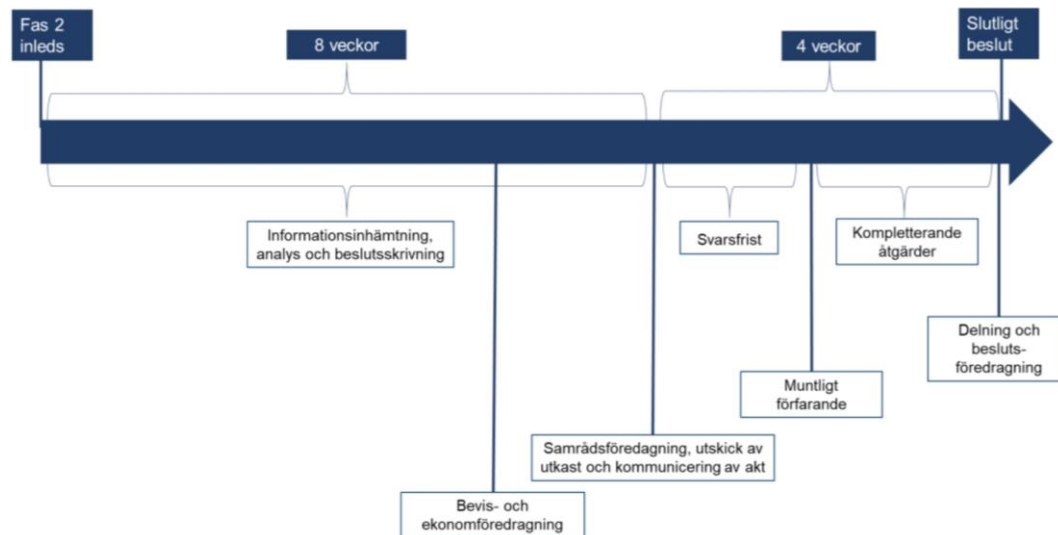 Fas 2
inleds
8 veckor
4 veckor
Slutligt
beslut
Informationsinhämtning,
analys och beslutsskrivning
Svarsfrist
Kompletterande
åtgärder
Delning och
besluts-
föredragning
Muntligt
förfarande
Samrådsföredagning, utskick av
utkast och kommunicering av akt
Bevis- och
ekonomföredragning